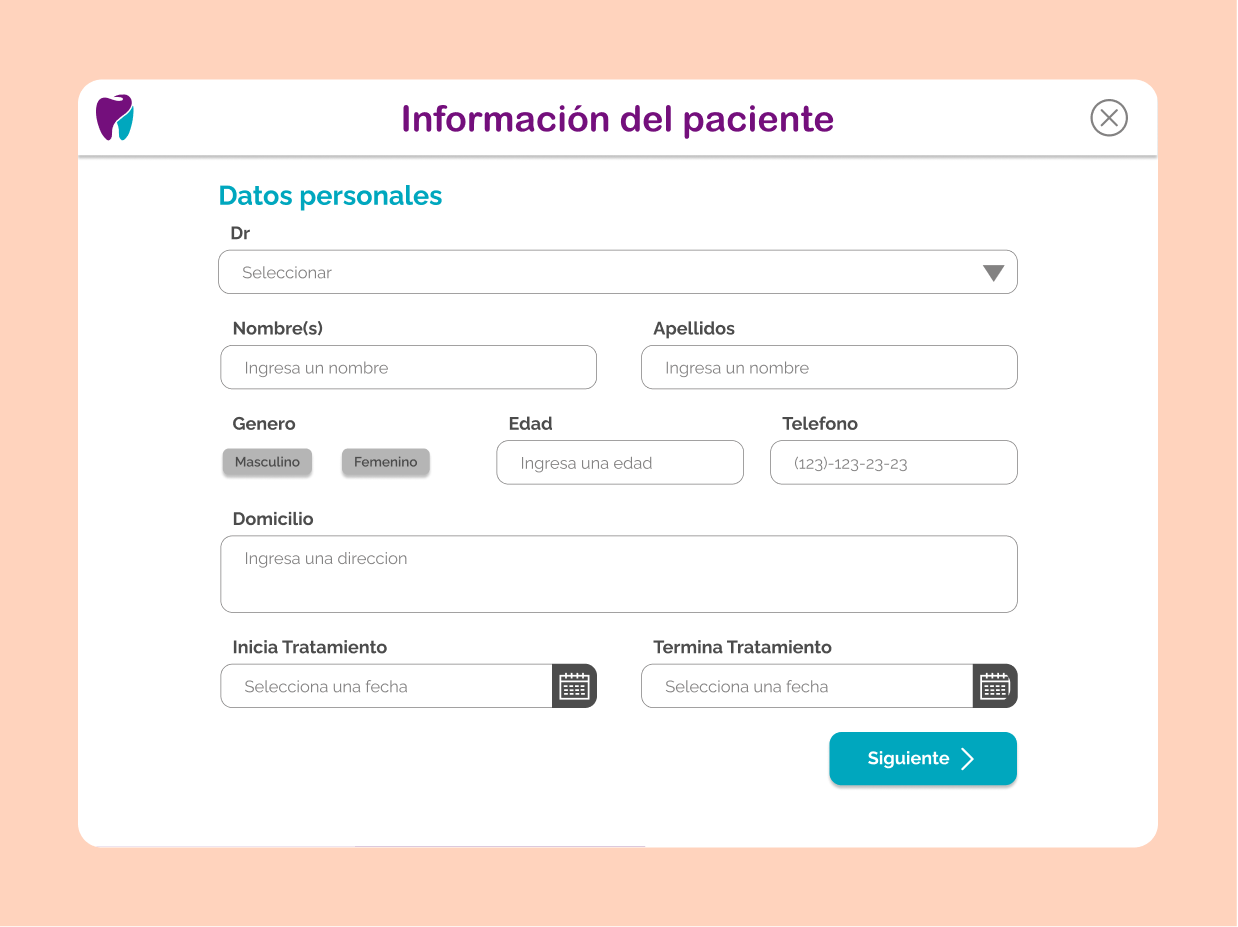 Información del paciente
Datos personales
Dr
Seleccionar
Nombre(s) Apellidos
Ingresa un nombre Ingresa un nombre
Genero Edad Telefono
Masculino Femenino Ingresa una edad (123)-123-23-23
Domicilio
Ingresa una direccion
Inicia Tratamiento Termina Tratamiento
Selecciona una fecha Selecciona una fecha
Siguiente